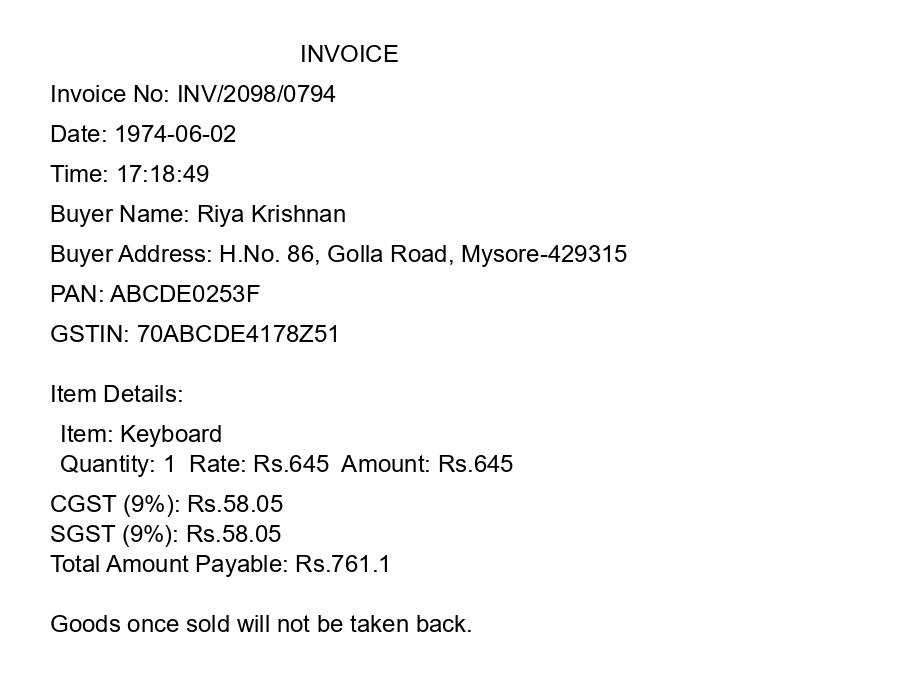 INVOICE
Invoice No: INV/2098/0794
Date: 1974-06-02
Time: 17:18:49
Buyer Name: Riya Krishnan
Buyer Address: H.No. 86, Golla Road, Mysore-429315
PAN: ABCDE0253F
GSTIN: 70ABCDE4178Z51
Item Details:
Item: Keyboard
Quantity: 1  Rate: Rs.645  Amount: Rs.645
CGST (9%): Rs.58.05
SGST (9%): Rs.58.05
Total Amount Payable: Rs.761.1
Goods once sold will not be taken back.